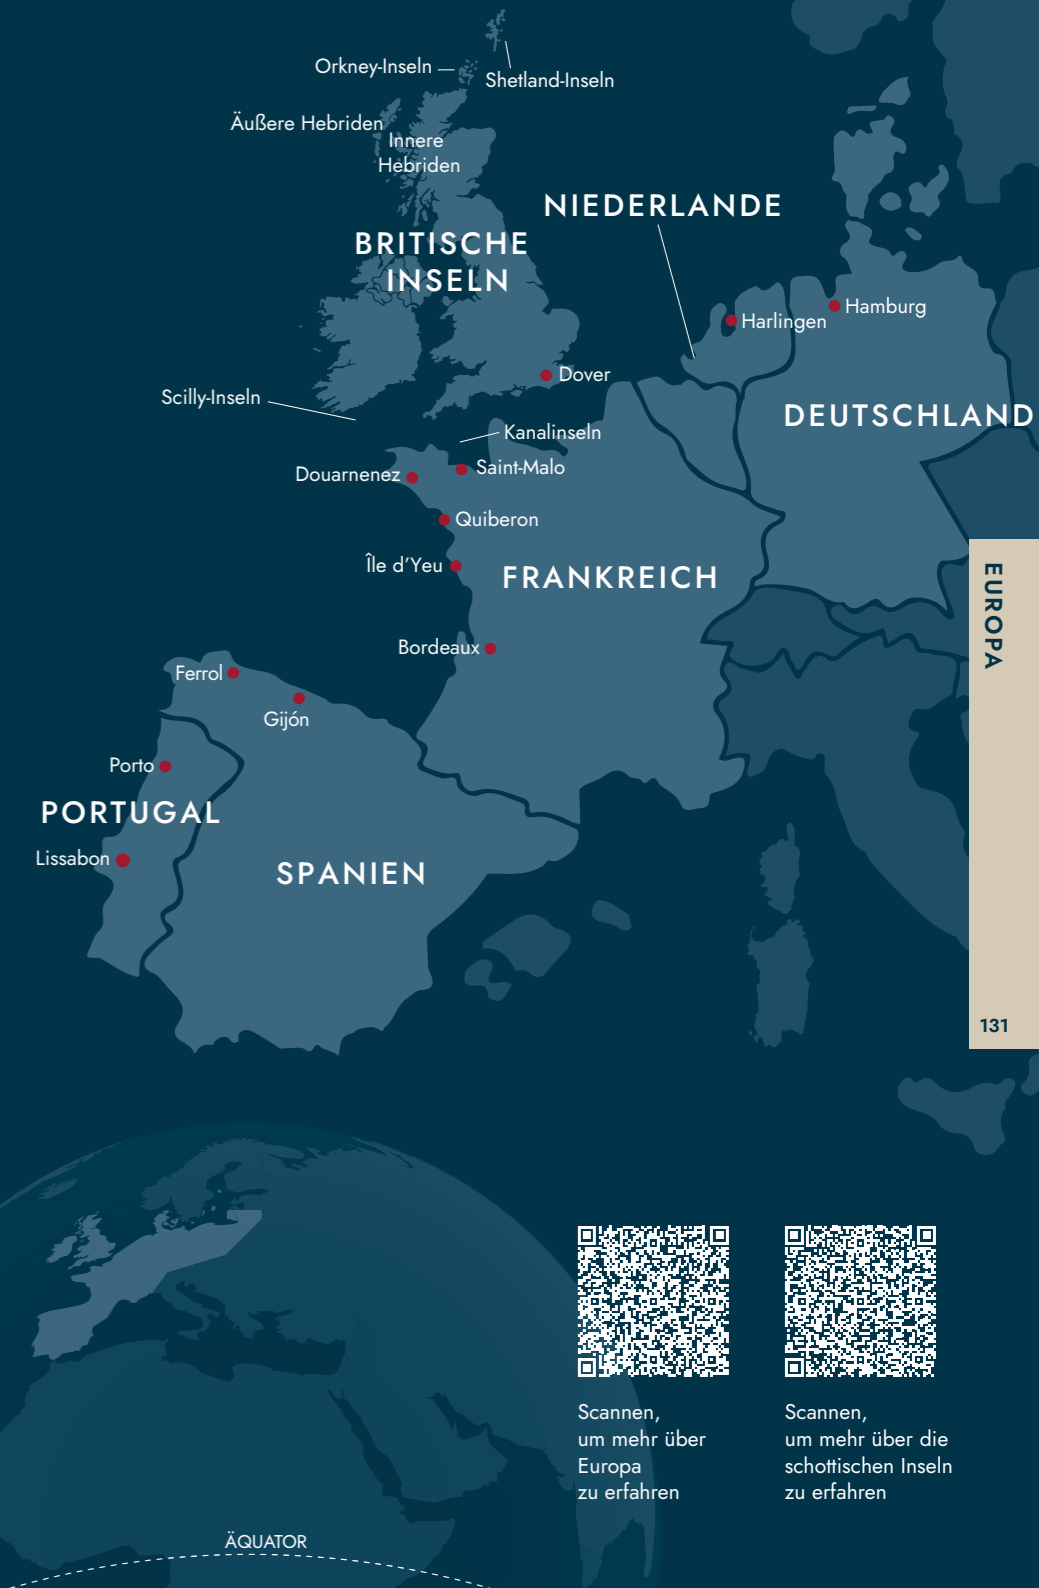 Orkney-Inseln
Shetland-Inseln
Äußere Hebriden
Innere
Hebriden
NIEDERLANDE
BRITISCHE
INSELN
Hamburg
Harlingen
Dover
Scilly-Inseln
DEUTSCHLAND
Kanalinseln
Saint-Malo
Douarnenez
Quiberon
Île d'Yeu
FRANKREICH
EUROPA
Bordeaux
Ferrol
Gijón
Porto
PORTUGAL
Lissabon
SPANIEN
131
Scannen,
um mehr über
Europa
zu erfahren
Scannen,
um mehr über die
schottischen Inseln
zu erfahren
ÄQUATOR